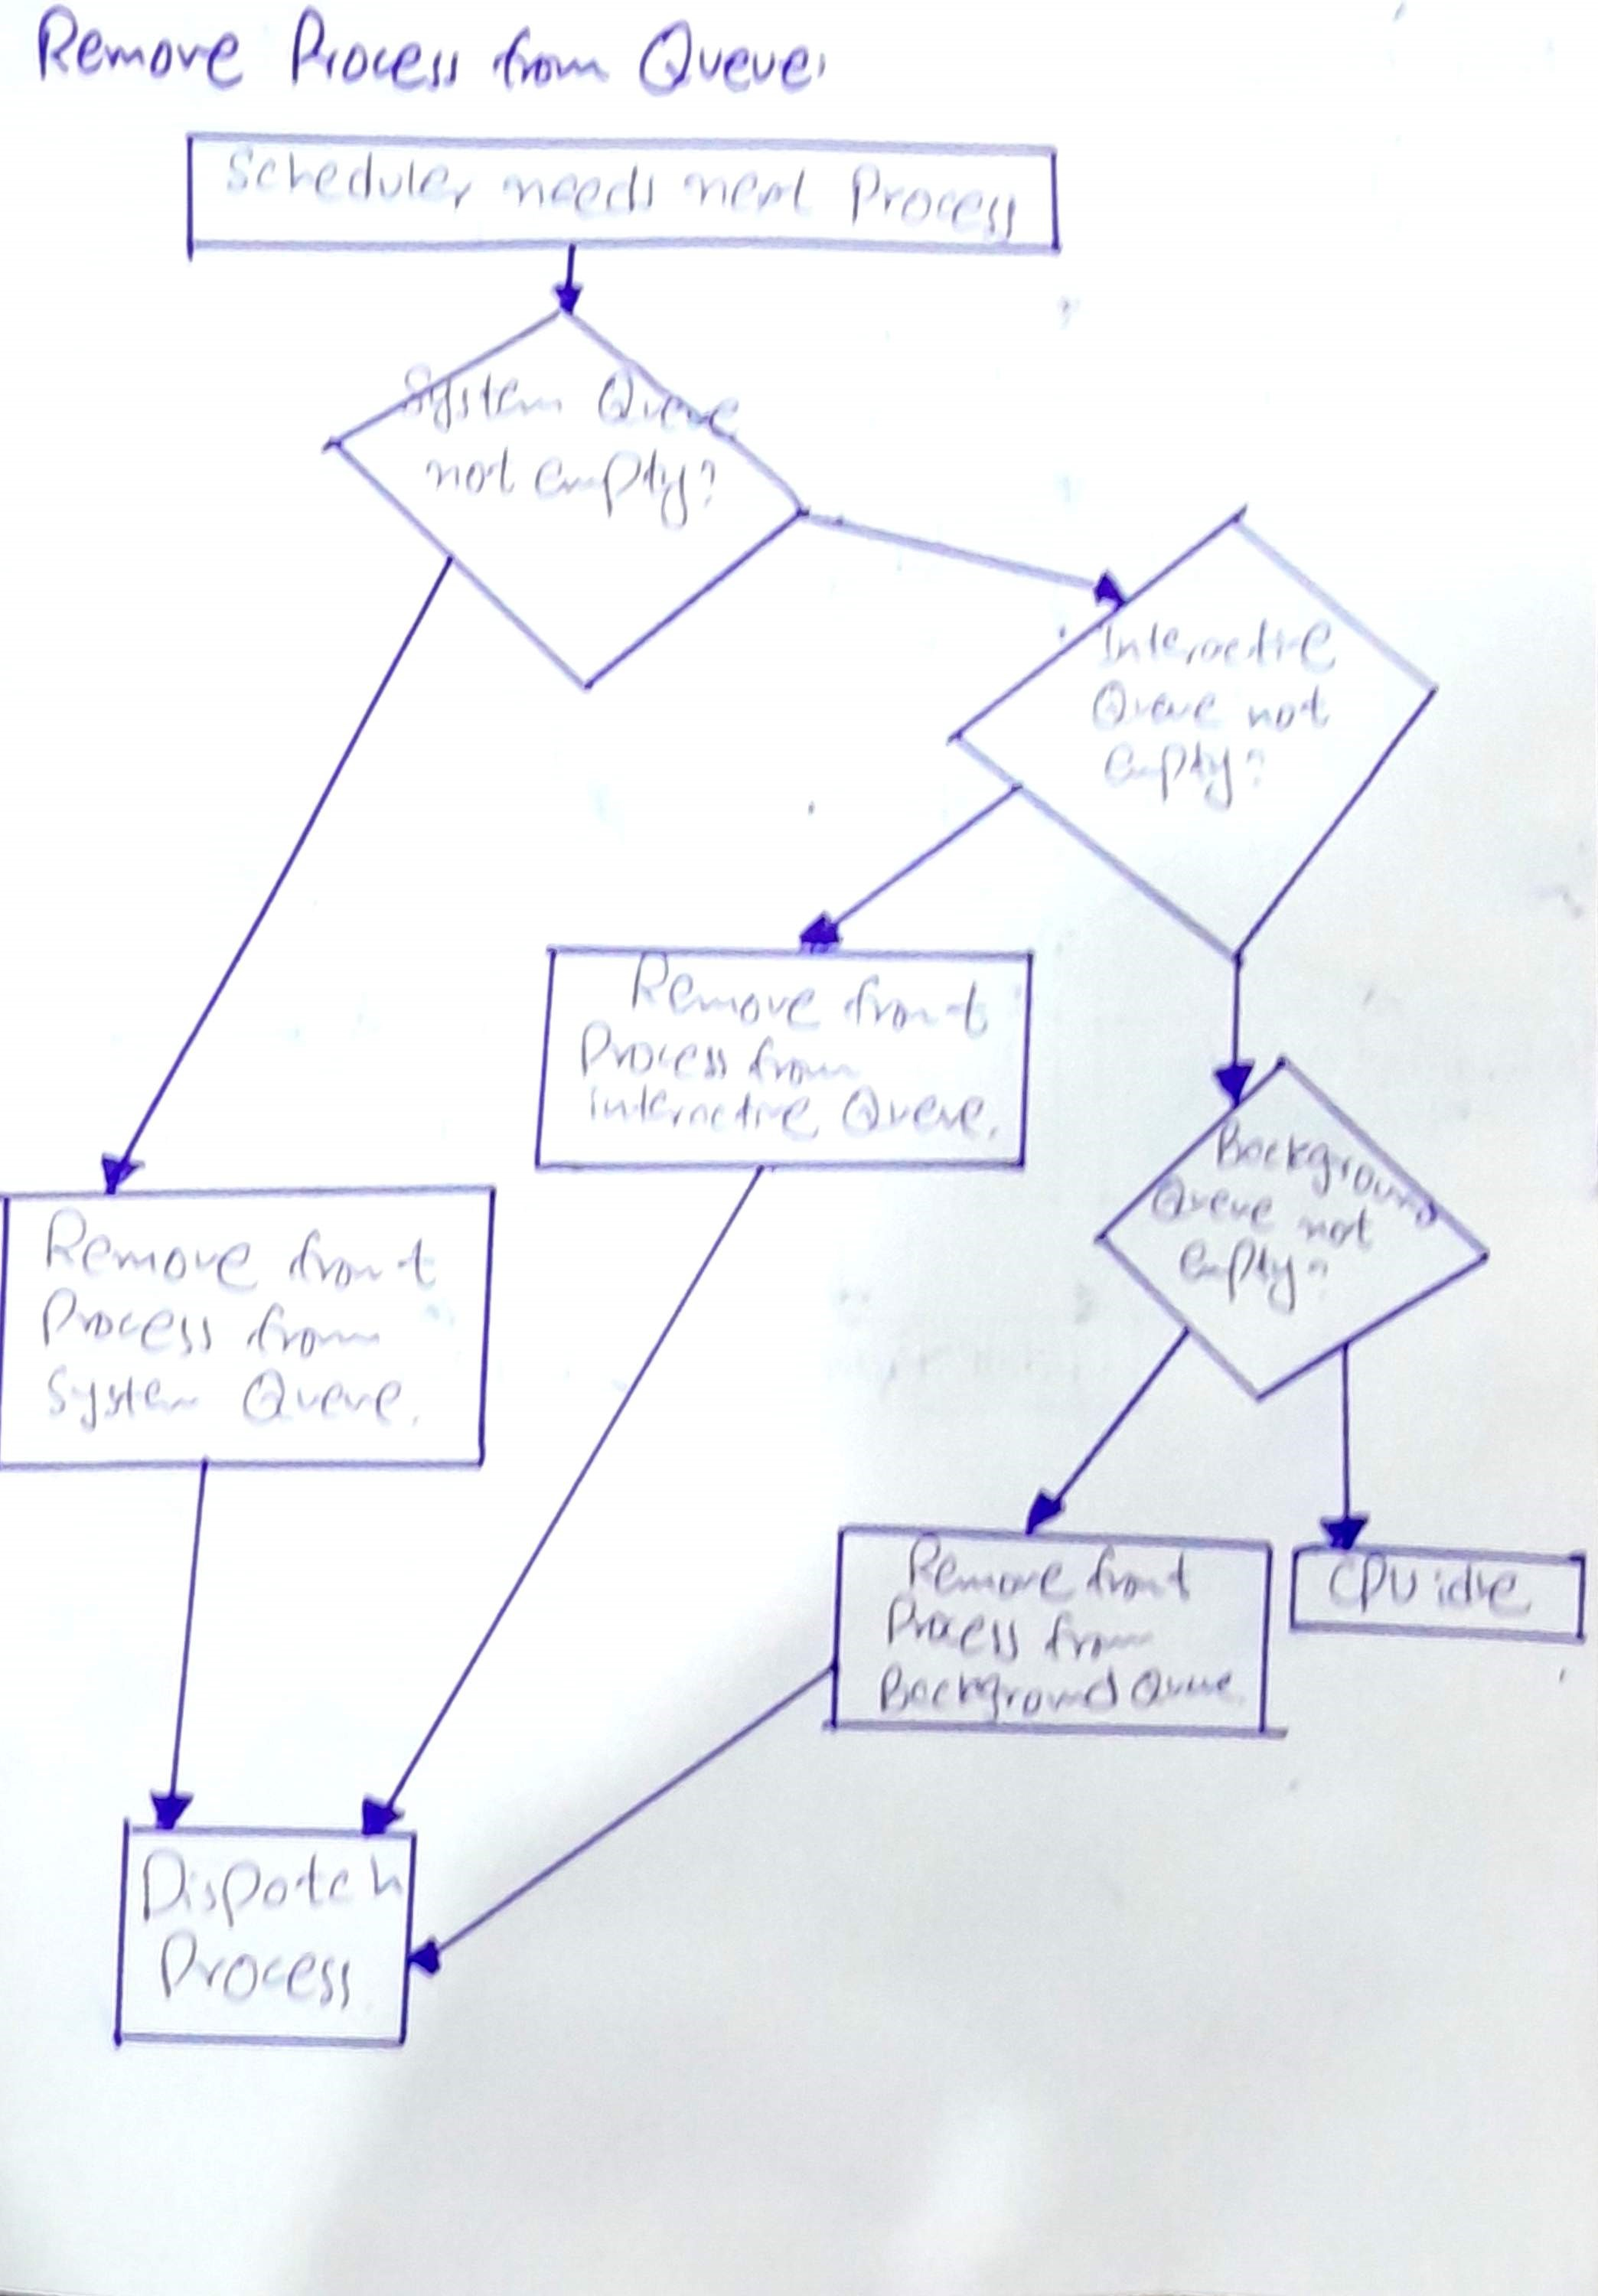 Remove Process from Queue
Scheduler needs next Process
System Queue
not empty?
Interactive
Queue not
empty?
Remove front
Process from
interactive Queue.
Background
Queue not
empty?
Remove front
Process from
System Queue.
Remove front
Process from
Background Queue
CPU idle
Dispatch
Process